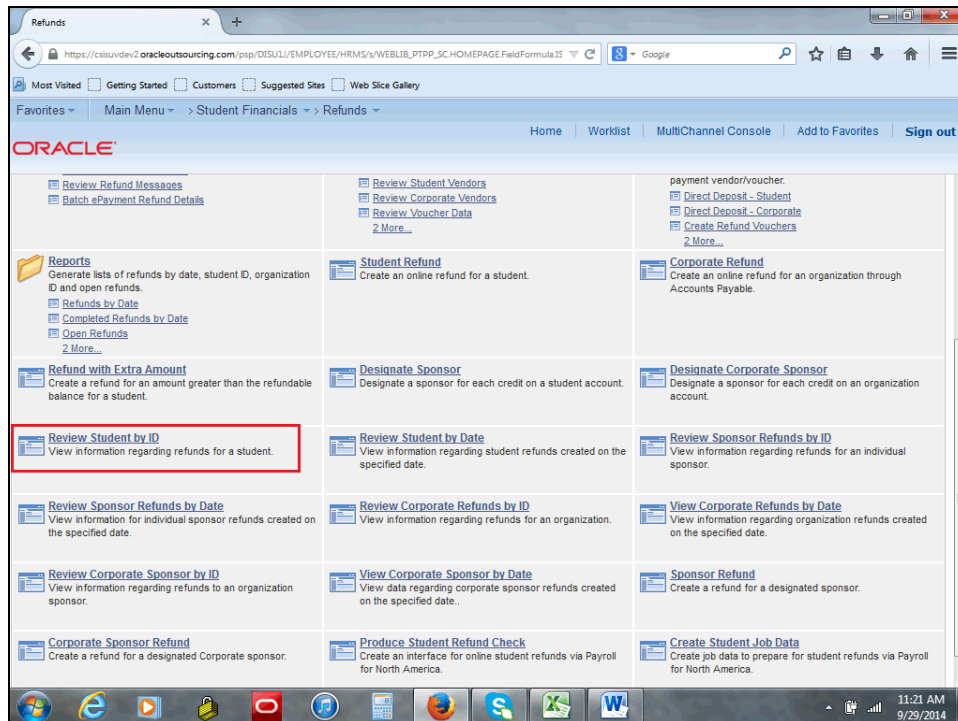 Refunds
https://csisuvdev2.oracleoutsourcing.com/psp/DISU1J/EMPLOYEE/HRMS/s/WEBLIB_PTPP_SC.HOMEPAGE.FieldFormula.IS
Google
Most Visited Getting Started Customers Suggested Sites Web Slice Gallery
Favorites Main Menu > Student Financials > Refunds
Home Worklist MultiChannel Console Add to Favorites Sign out
ORACLE
Review Refund Messages
Batch ePayment Refund Details
Review Student Vendors
Review Corporate Vendors
Review Voucher Data
2 More...
payment vendor/voucher.
Direct Deposit - Student
Direct Deposit - Corporate
Create Refund Vouchers
2 More...
Reports
Generate lists of refunds by date, student ID, organization
ID and open refunds.
Refunds by Date
Completed Refunds by Date
Open Refunds
2 More...
Student Refund
Create an online refund for a student.
Corporate Refund
Create an online refund for an organization through
Accounts Payable.
Refund with Extra Amount
Create a refund for an amount greater than the refundable
balance for a student.
Designate Sponsor
Designate a sponsor for each credit on a student account.
Designate Corporate Sponsor
Designate a sponsor for each credit on an organization
account.
Review Student by ID
View information regarding refunds for a student.
Review Student by Date
View information regarding student refunds created on the
specified date.
Review Sponsor Refunds by ID
View information regarding refunds for an individual
sponsor.
Review Sponsor Refunds by Date
View information for individual sponsor refunds created on
the specified date.
Review Corporate Refunds by ID
View information regarding refunds for an organization.
View Corporate Refunds by Date
View information regarding organization refunds created
on the specified date.
Review Corporate Sponsor by ID
View information regarding refunds to an organization
sponsor.
View Corporate Sponsor by Date
View data regarding corporate sponsor refunds created
on the specified date..
Sponsor Refund
Create a refund for a designated sponsor.
Corporate Sponsor Refund
Create a refund for a designated Corporate sponsor.
Produce Student Refund Check
Create an interface for online student refunds via Payroll
for North America.
Create Student Job Data
Create job data to prepare for student refunds via Payroll
for North America.
11:21 AM
9/29/2014